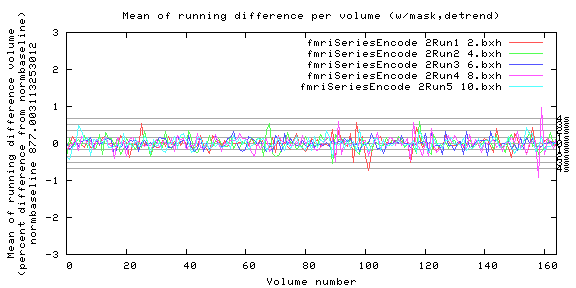 Mean of running difference per volume (w/mask,detrend)
Mean of running difference volume
(percent difference from normbaseline)
normbaseline 877.003113253012
fmriSeriesEncode 2Run1 2.bxh
fmriSeriesEncode 2Run2 4.bxh
fmriSeriesEncode 2Run3 6.bxh
fmriSeriesEncode 2Run4 8.bxh
fmriSeriesEncode 2Run5 10.bxh
3
2
1
0
-1
-2
-3
0 20 40 60 80 100 120 140 160
Volume number